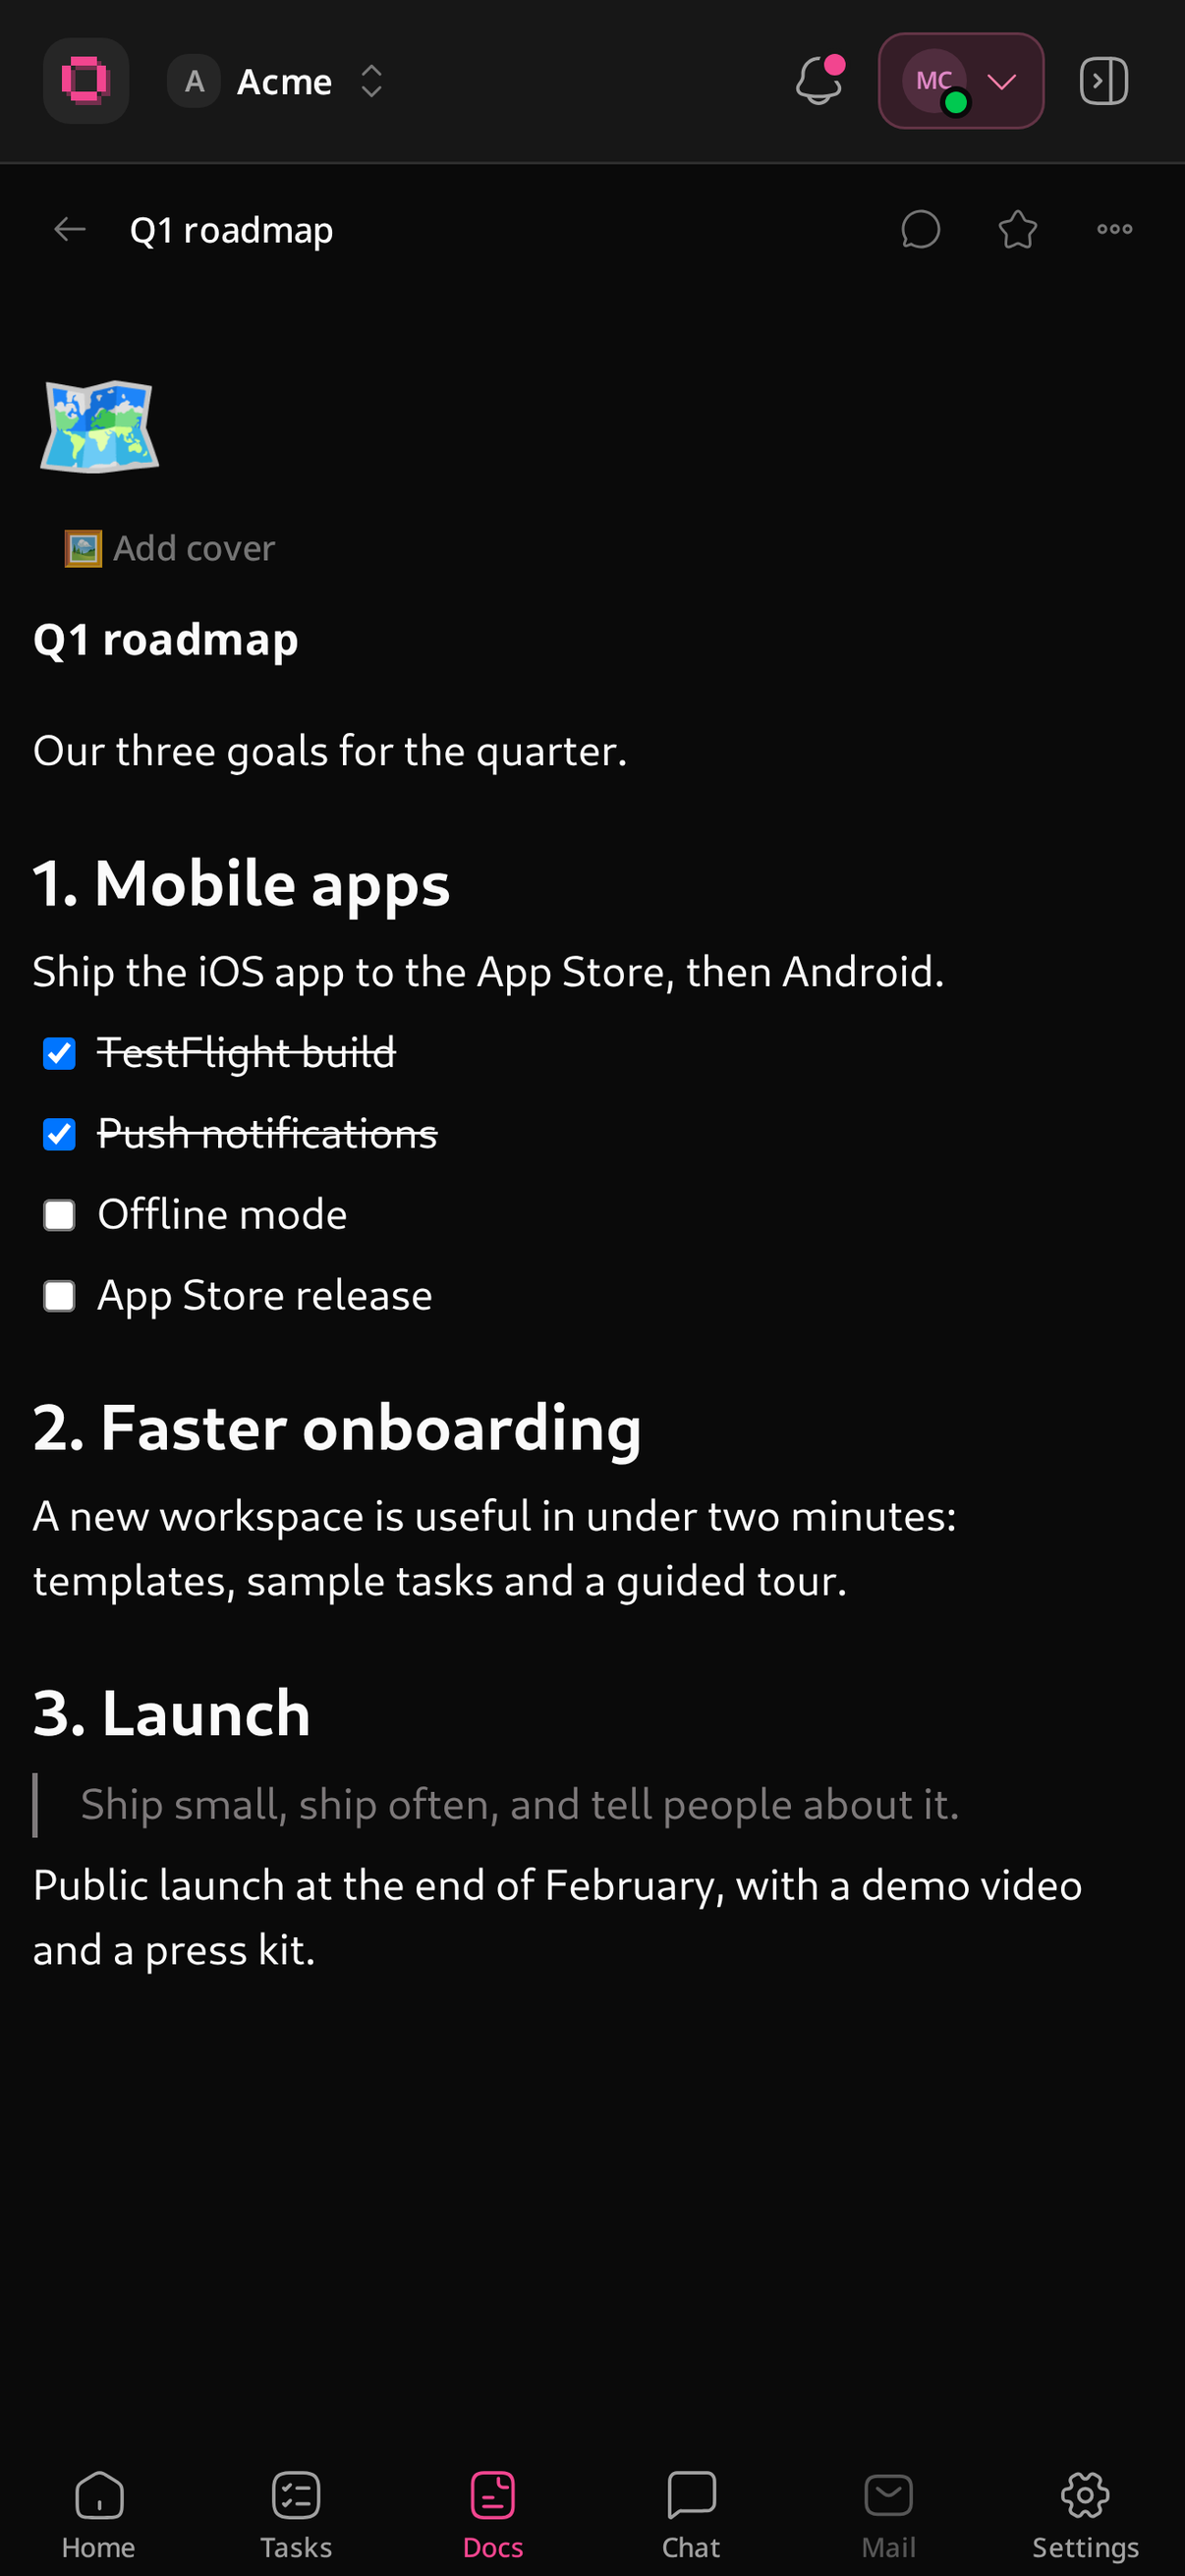 A Acme
MC
Q1 roadmap
Add cover
Q1 roadmap
Our three goals for the quarter.
1. Mobile apps
Ship the iOS app to the App Store, then Android.
TestFlight build
Push notifications
Offline mode
App Store release
2. Faster onboarding
A new workspace is useful in under two minutes:
templates, sample tasks and a guided tour.
3. Launch
Ship small, ship often, and tell people about it.
Public launch at the end of February, with a demo video
and a press kit.
Home Tasks Docs Chat Mail Settings